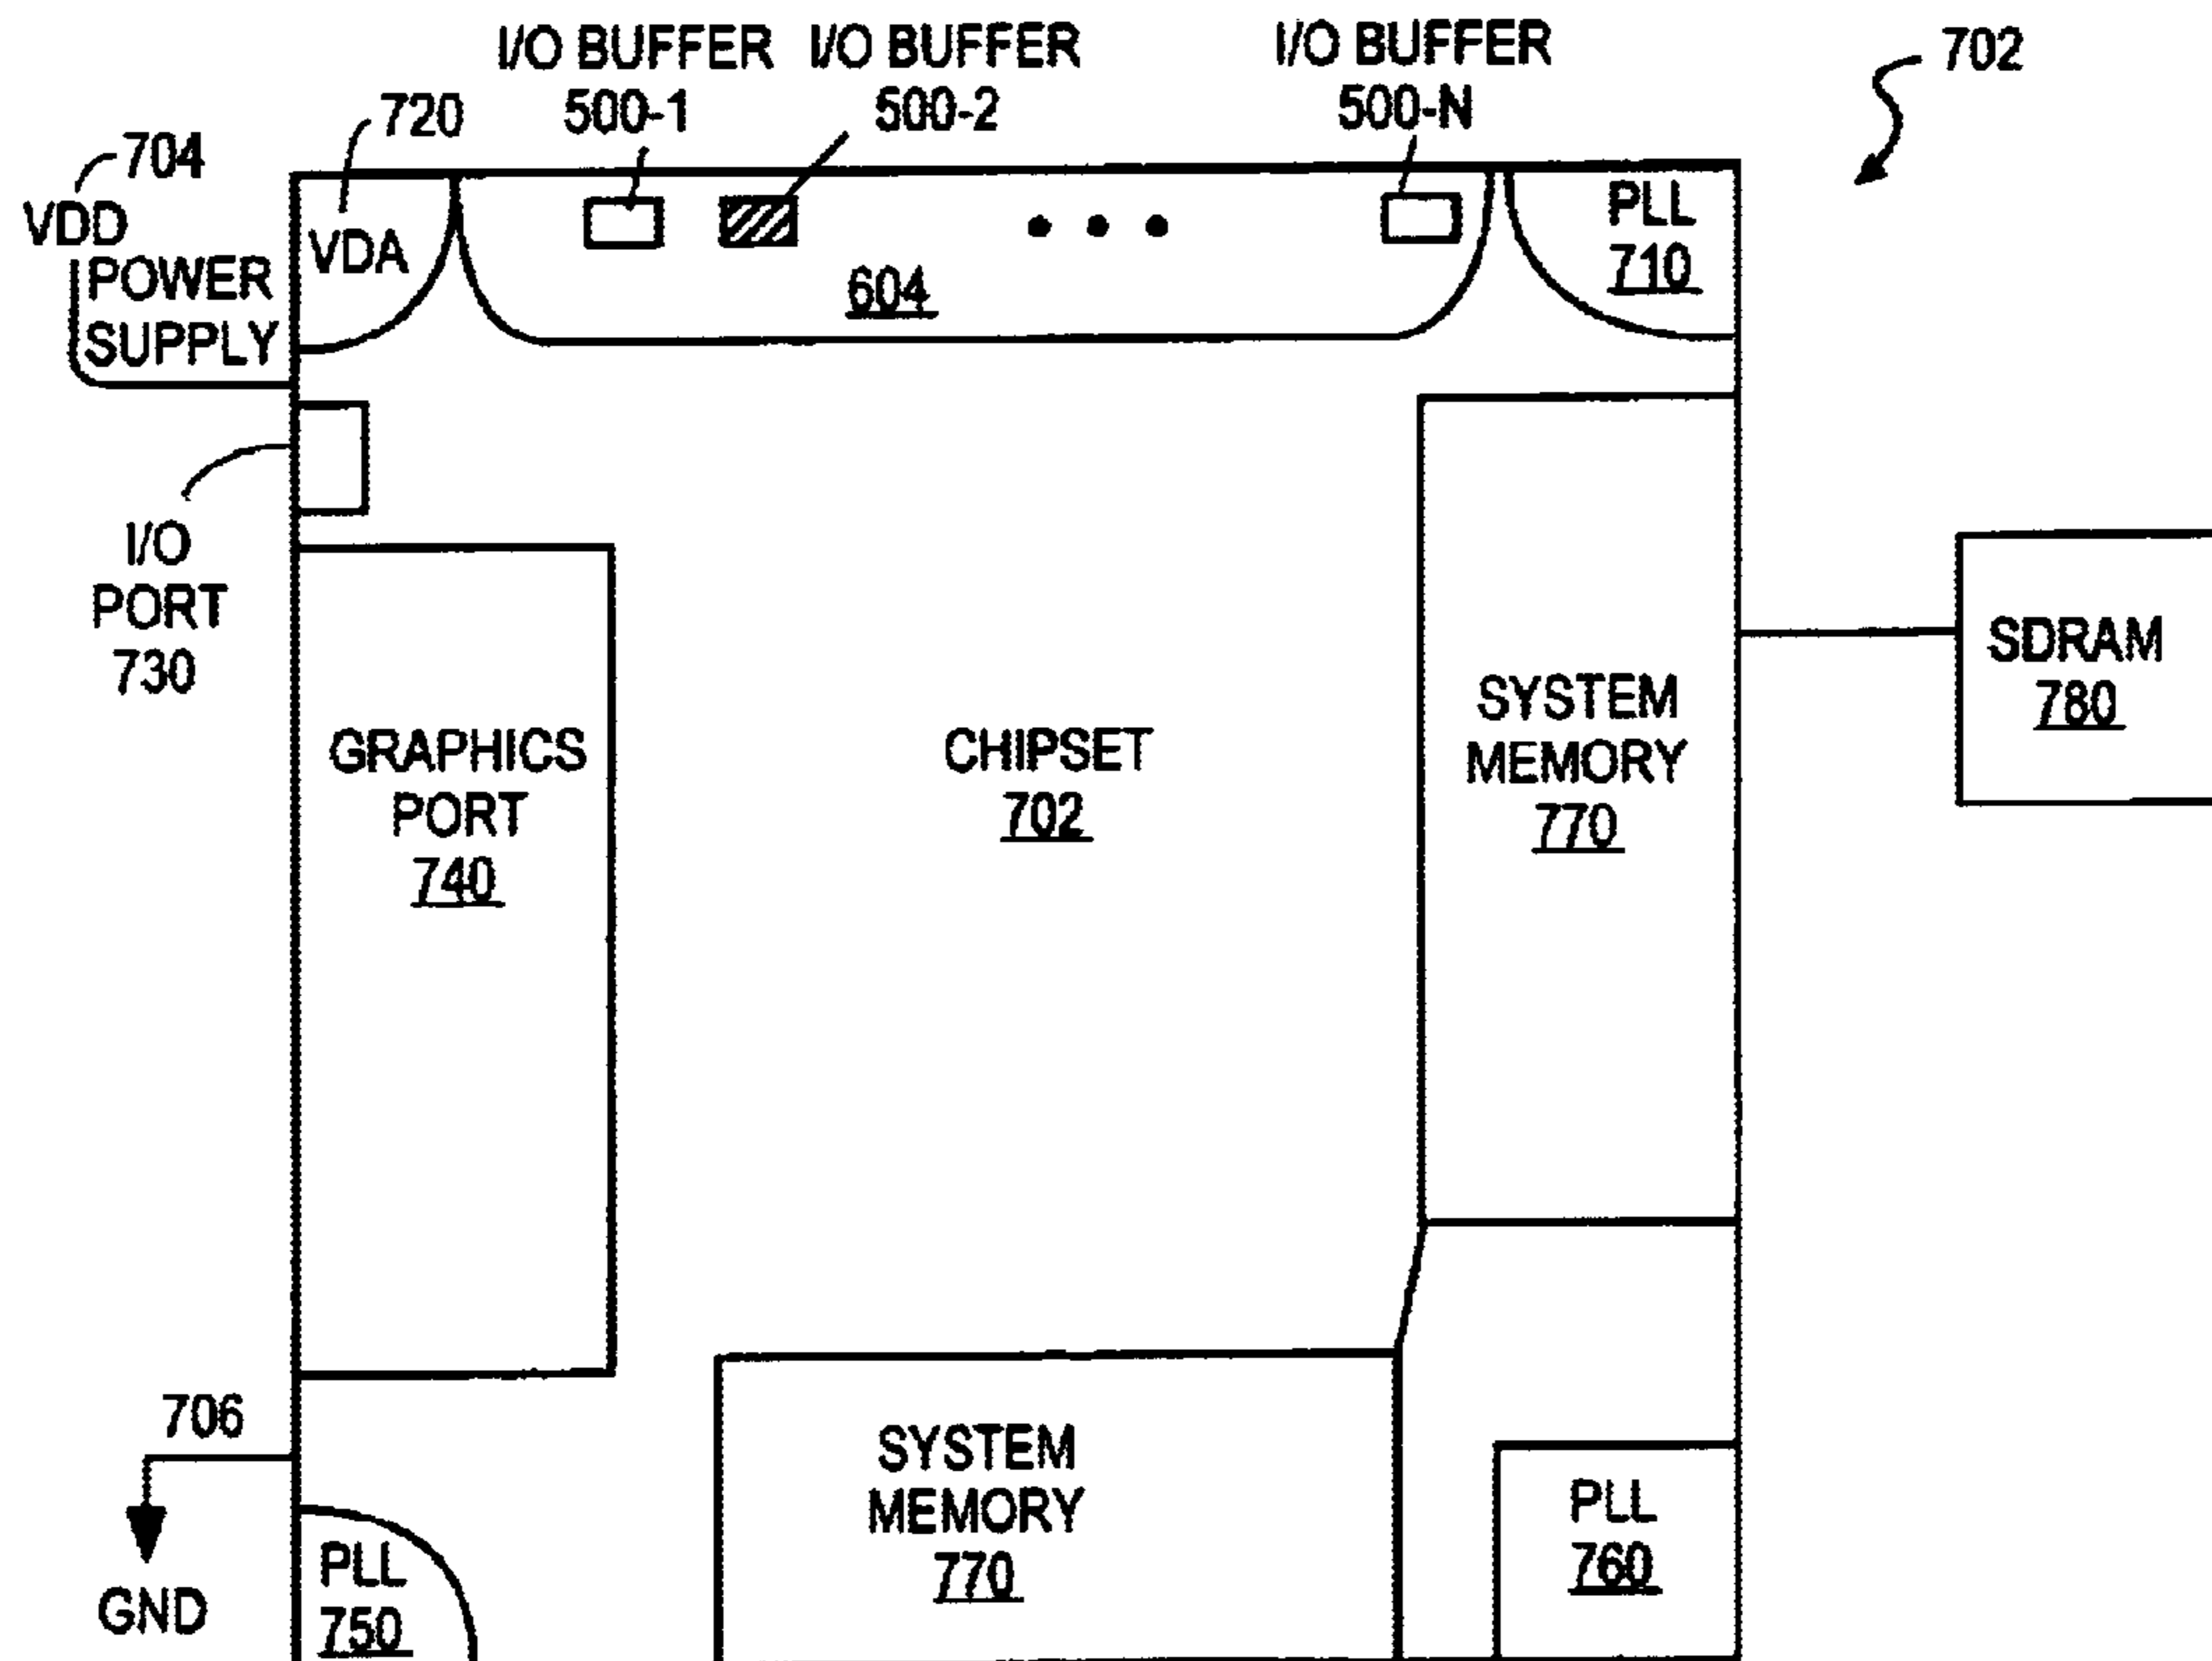 I/O BUFFER
500-1
I/O BUFFER
500-2
I/O BUFFER
500-N
702
720
704
VDD
POWER
SUPPLY
VDA
604
PLL
710
I/O
PORT
730
GRAPHICS
PORT
740
CHIPSET
702
SYSTEM
MEMORY
770
SDRAM
780
706
GND
PLL
750
SYSTEM
MEMORY
770
PLL
760